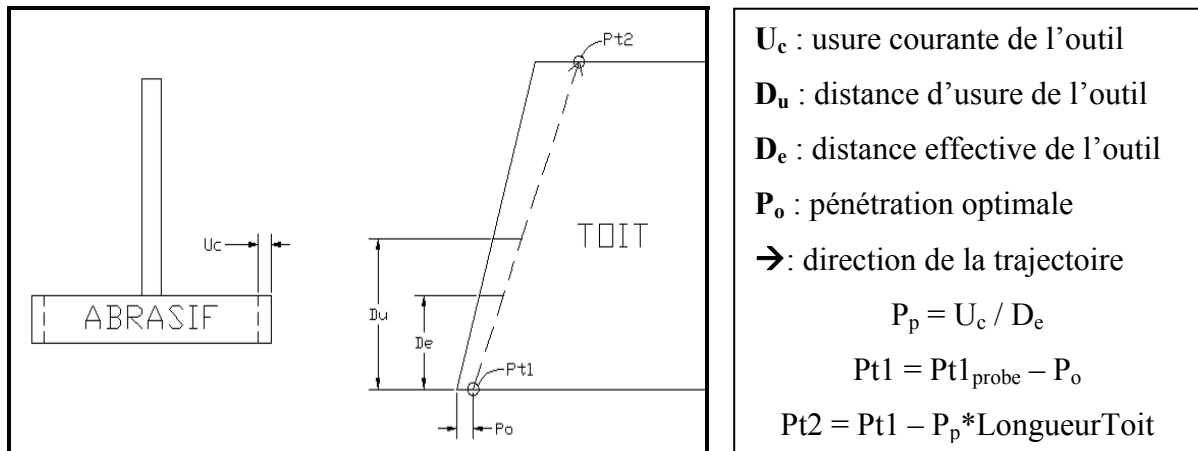 Uc
ABRASIF
Pt2
TOIT
Du
De
Pt1
Po
Uc : usure courante de l’outil
Du : distance d’usure de l’outil
De : distance effective de l’outil
Po : pénétration optimale
➔: direction de la trajectoire
Pp = Uc / De
Pt1 = Pt1probe – Po
Pt2 = Pt1 – Pp*LongueurToit